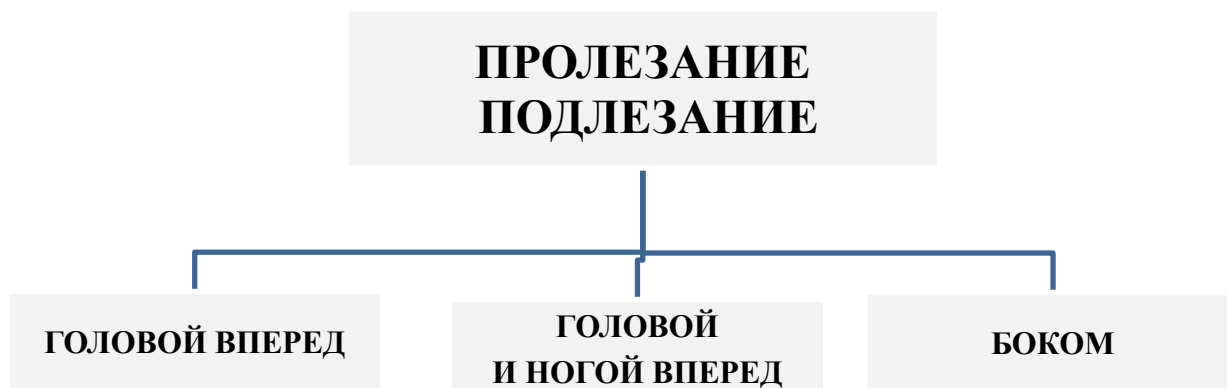 ПРОЛЕЗАНИЕ
ПОДЛЕЗАНИЕ
ГОЛОВОЙ ВПЕРЕД
ГОЛОВОЙ
И НОГОЙ ВПЕРЕД
БОКОМ